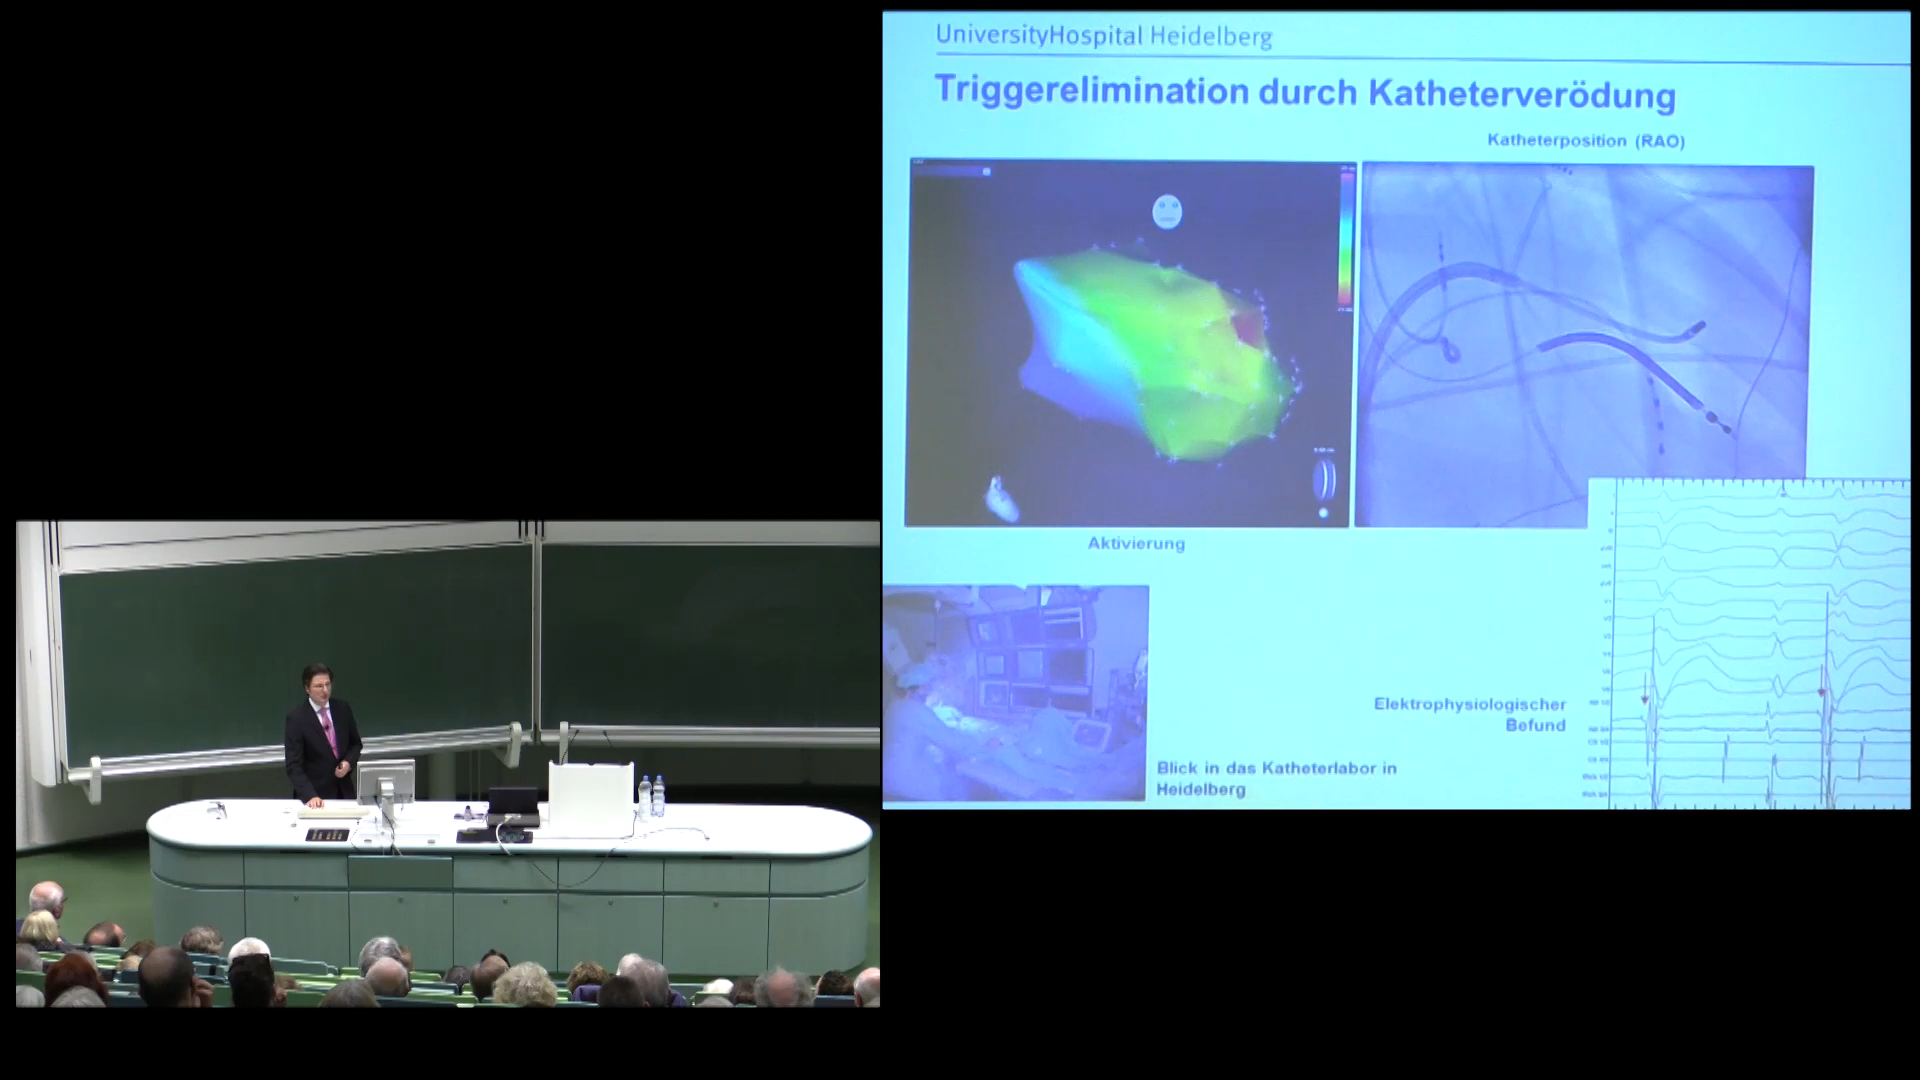 UniversityHospital Heidelberg
Triggerelimination durch Katheterverödung
Katheterposition (RAO)
Aktivierung
Elektrophysiologischer
Befund
Blick in das Katheterlabor in
Heidelberg